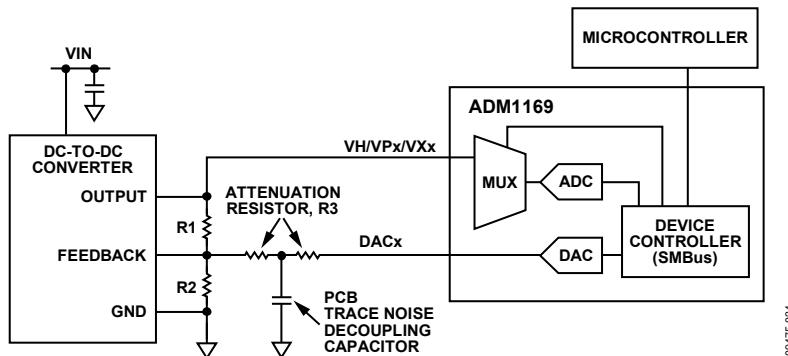 VIN
MICROCONTROLLER
ADM1169
DC-TO-DC
CONVERTER
VH/VPx/VXx
MUX
ADC
OUTPUT
ATTENUATION
RESISTOR, R3
R1
DEVICE
CONTROLLER
(SMBus)
FEEDBACK
DACx
DAC
R2
PCB
TRACE NOISE
DECOUPLING
CAPACITOR
GND